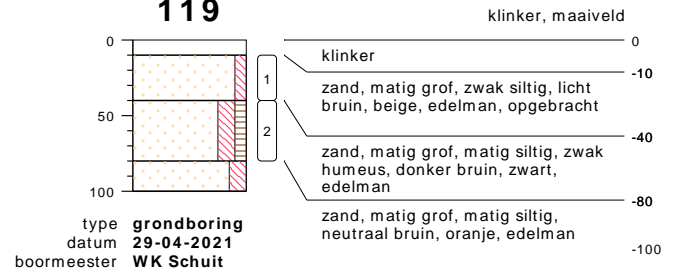 119
klinker, maaiveld
0
0
klinker
-10
1
zand, matig grof, zwak siltig, licht
bruin, beige, edelman, opgebracht
50
2
-40
zand, matig grof, matig siltig, zwak
humeus, donker bruin, zwart,
edelman
100
-80
zand, matig grof, matig siltig,
neutraal bruin, oranje, edelman
-100
type grondboring
datum 29-04-2021
boormeester WK Schuit